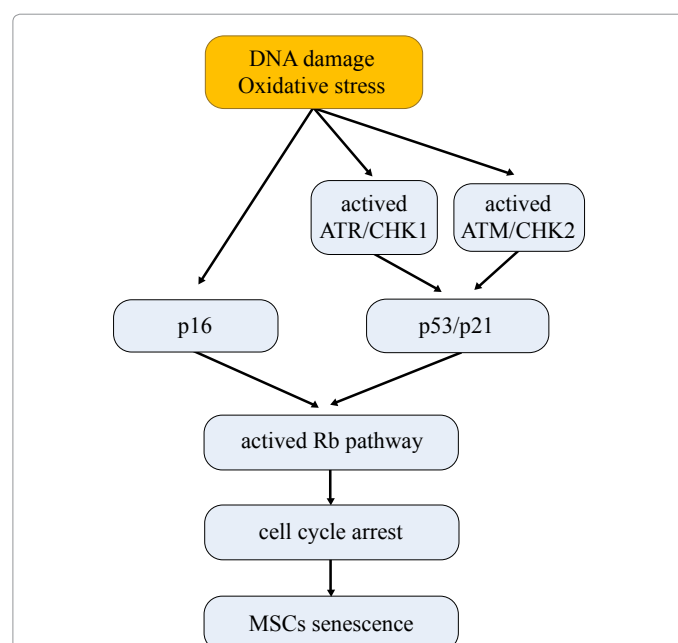 DNA damage
Oxidative stress
actived
ATR/CHK1
actived
ATM/CHK2
p16
p53/p21
actived Rb pathway
cell cycle arrest
MSCs senescence